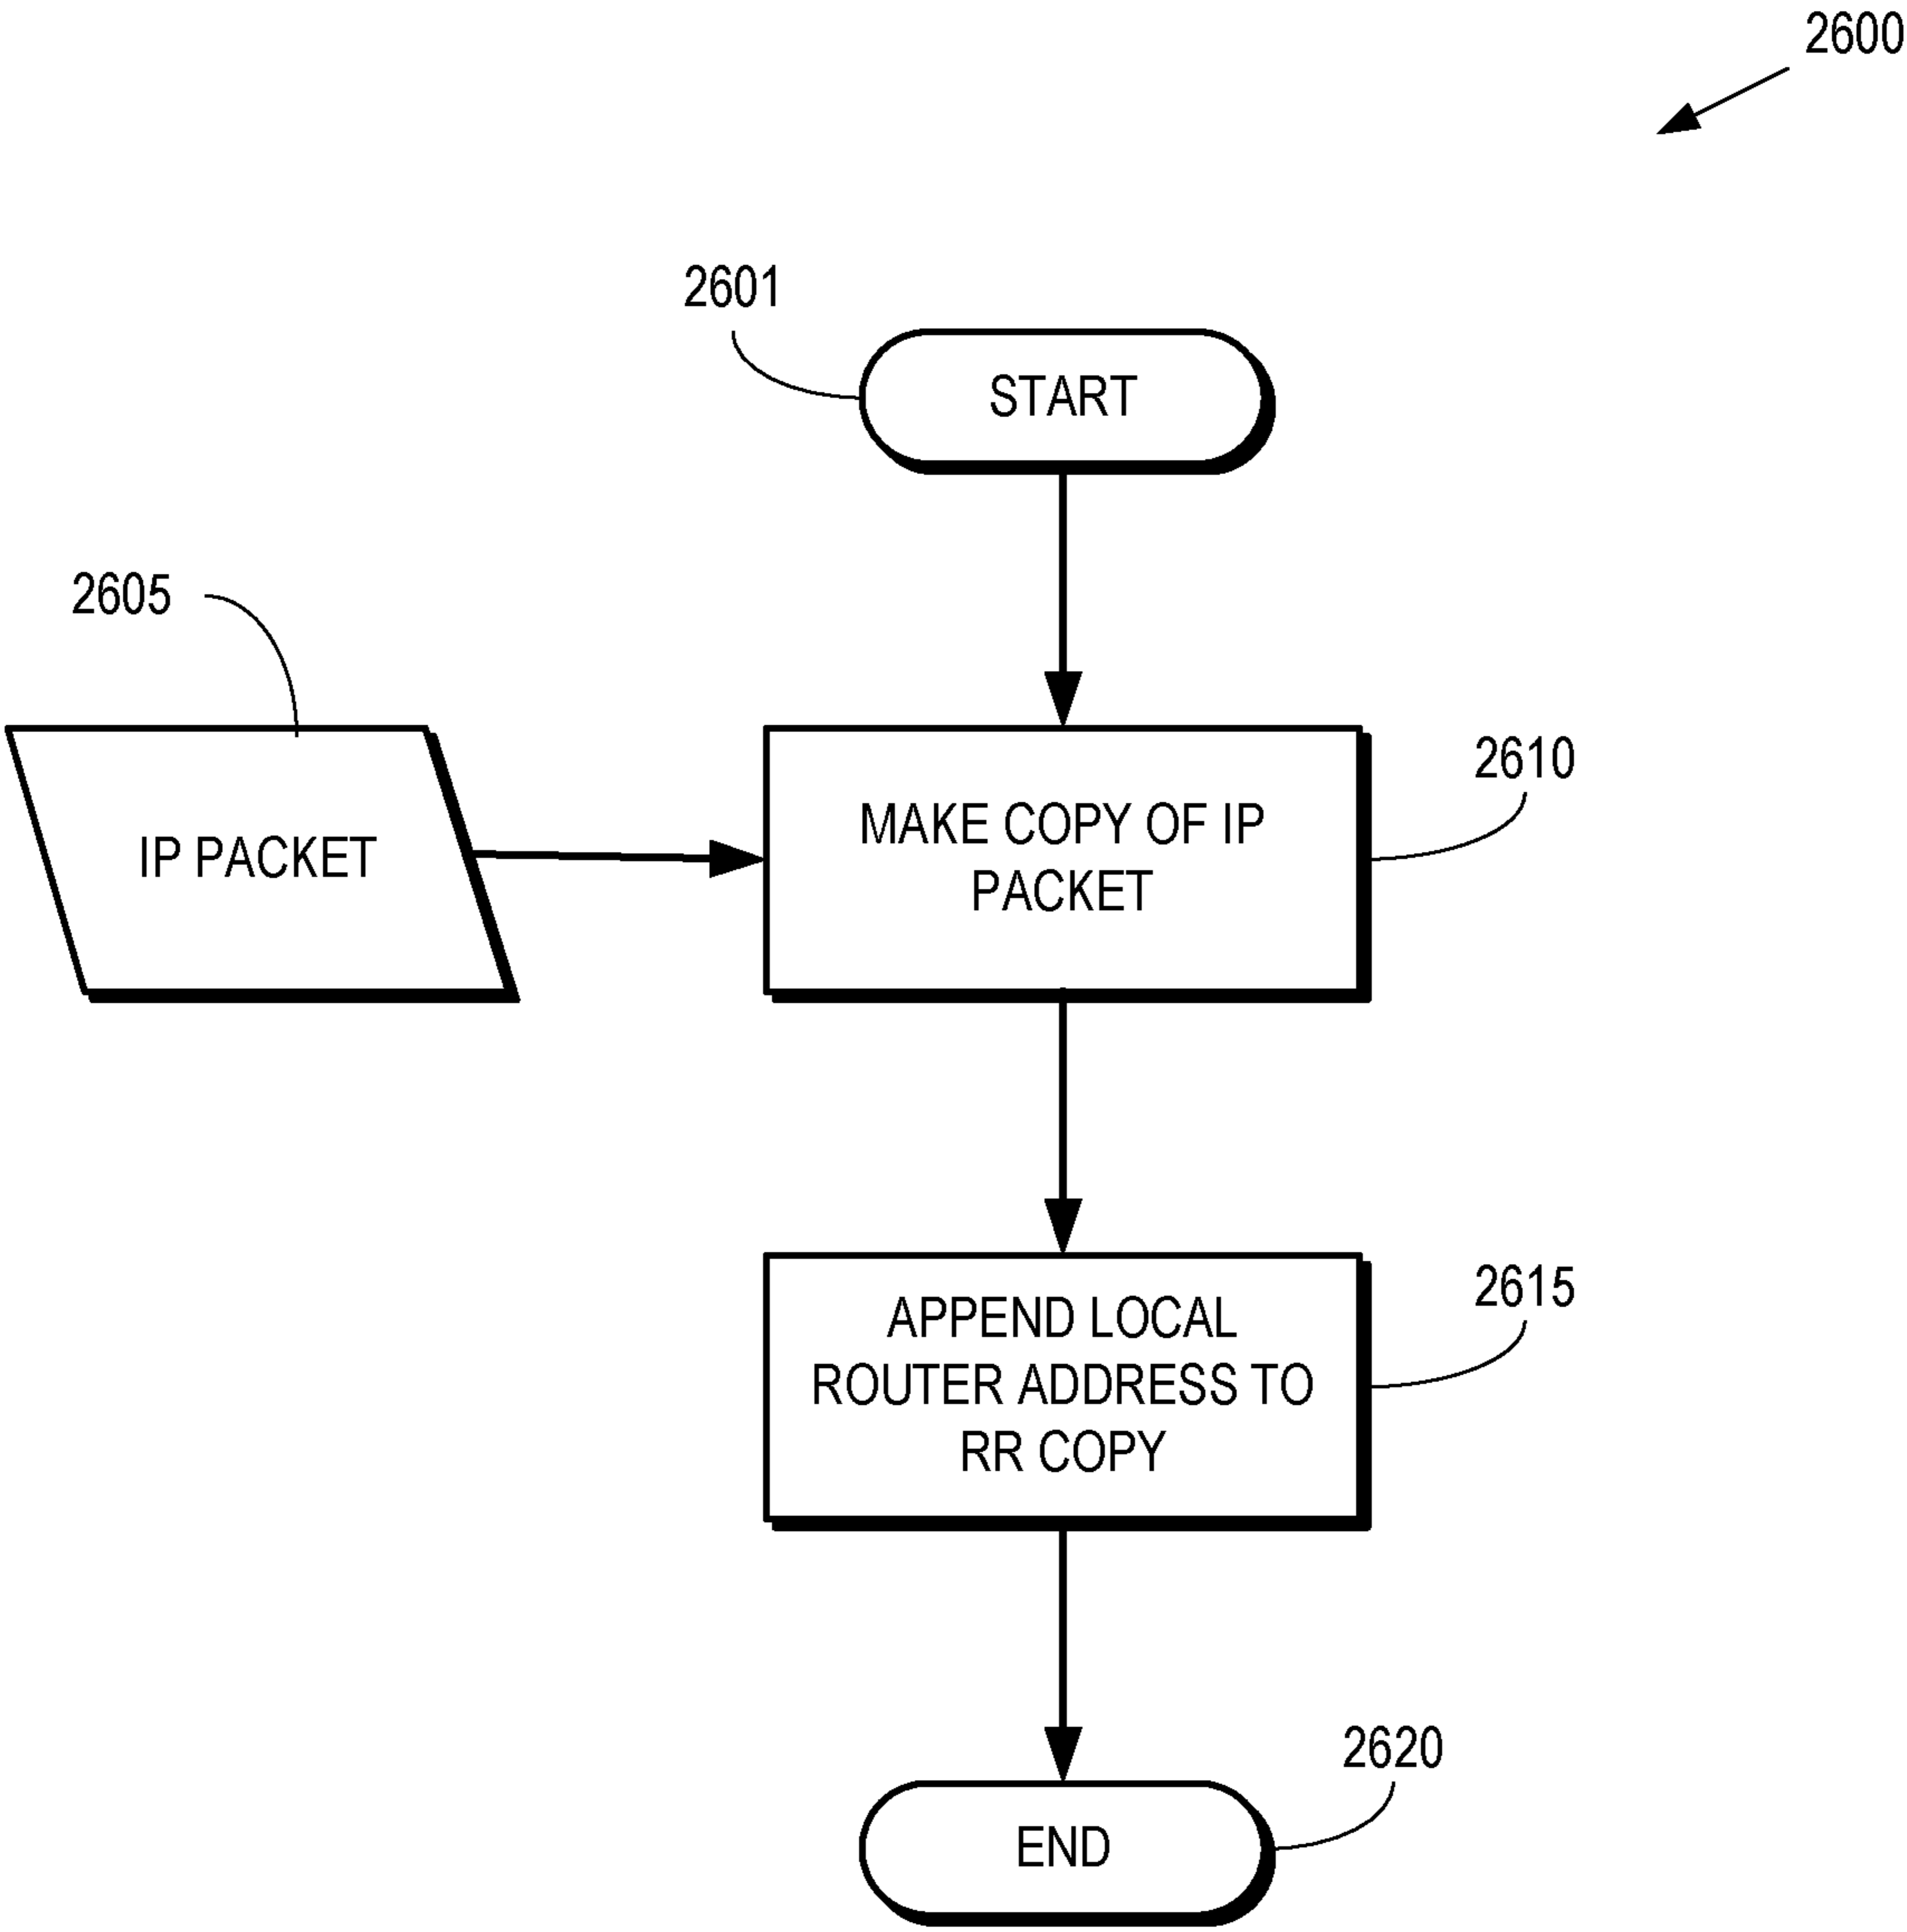 2600
2601
START
2605
IP PACKET
MAKE COPY OF IP
PACKET
2610
APPEND LOCAL
ROUTER ADDRESS TO
RR COPY
2615
2620
END